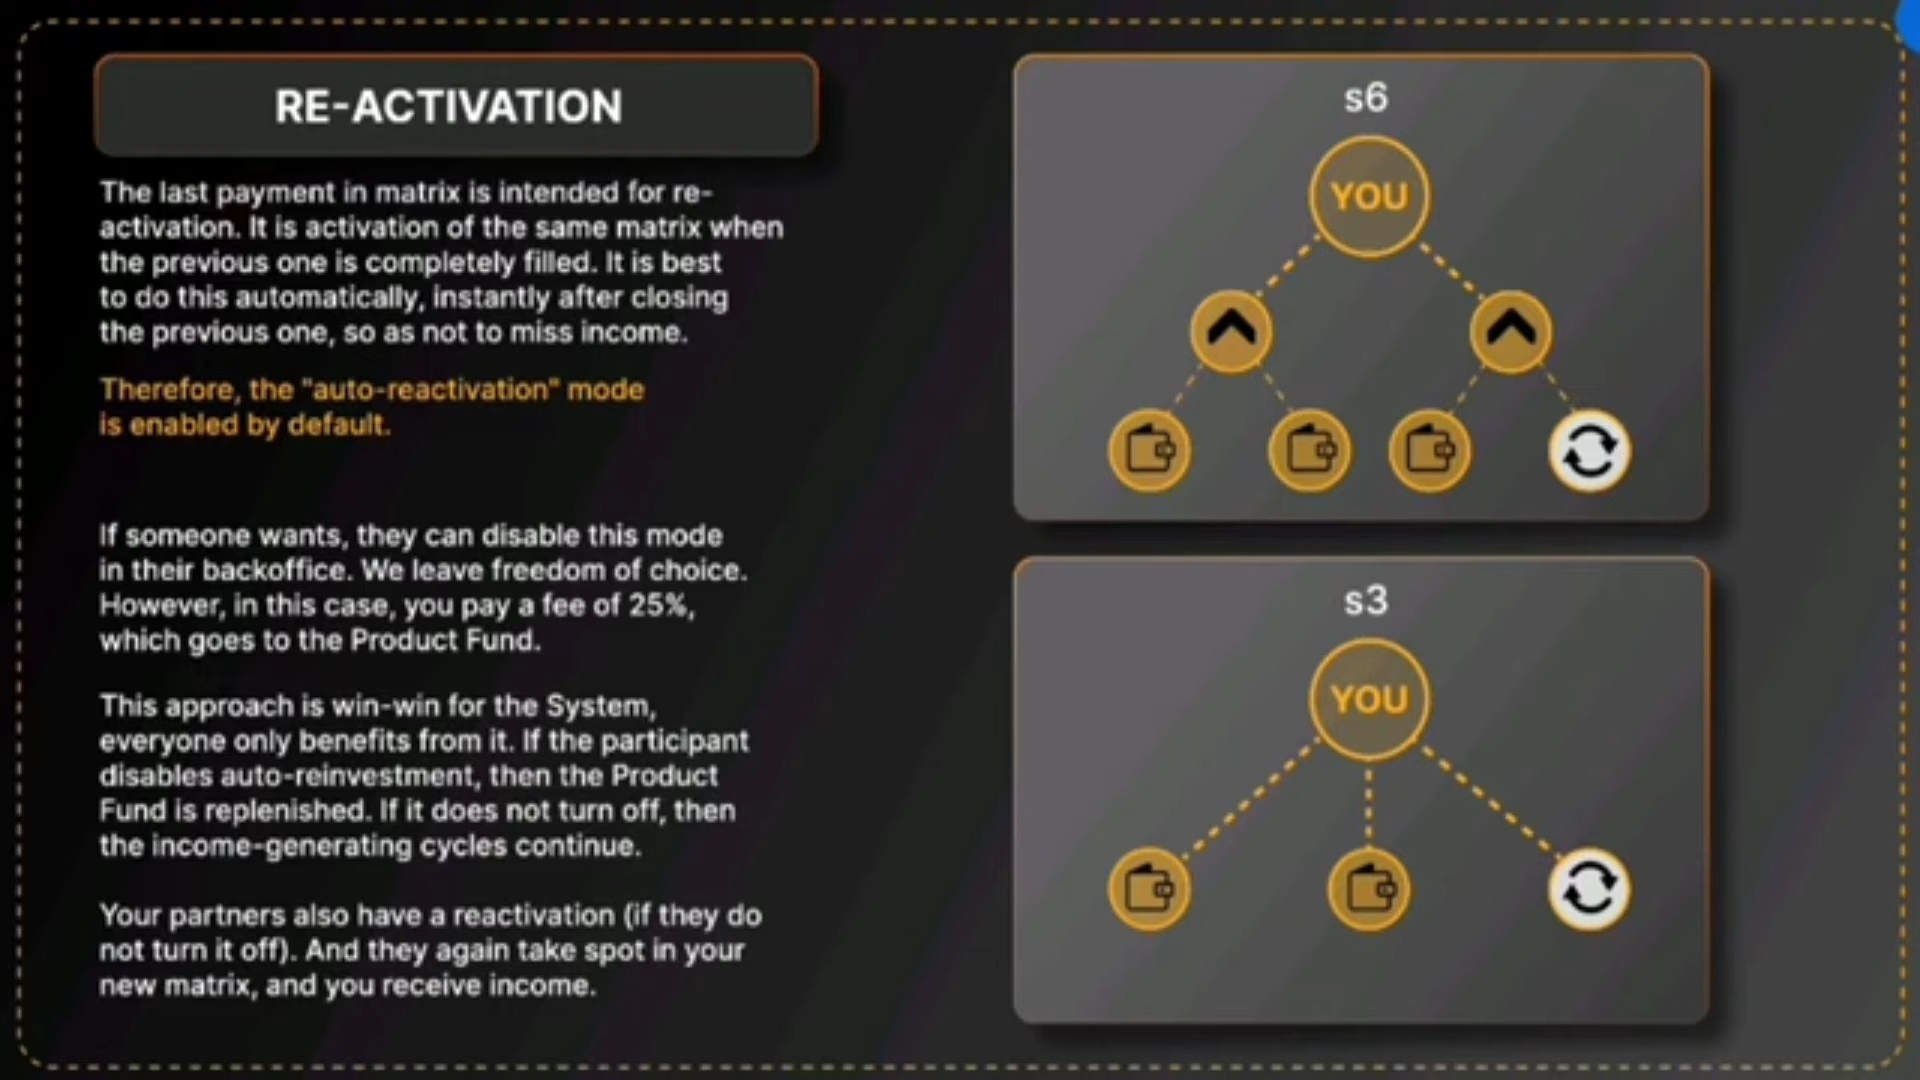 RE-ACTIVATION
The last payment in matrix is intended for re-
activation. It is activation of the same matrix when
the previous one is completely filled. It is best
to do this automatically, instantly after closing
the previous one, so as not to miss income.
Therefore, the "auto-reactivation" mode
is enabled by default.
If someone wants, they can disable this mode
in their backoffice. We leave freedom of choice.
However, in this case, you pay a fee of 25%,
which goes to the Product Fund.
This approach is win-win for the System,
everyone only benefits from it. If the participant
disables auto-reinvestment, then the Product
Fund is replenished. If it does not turn off, then
the income-generating cycles continue.
Your partners also have a reactivation (if they do
not turn it off). And they again take spot in your
new matrix, and you receive income.
s6
YOU
s3
YOU